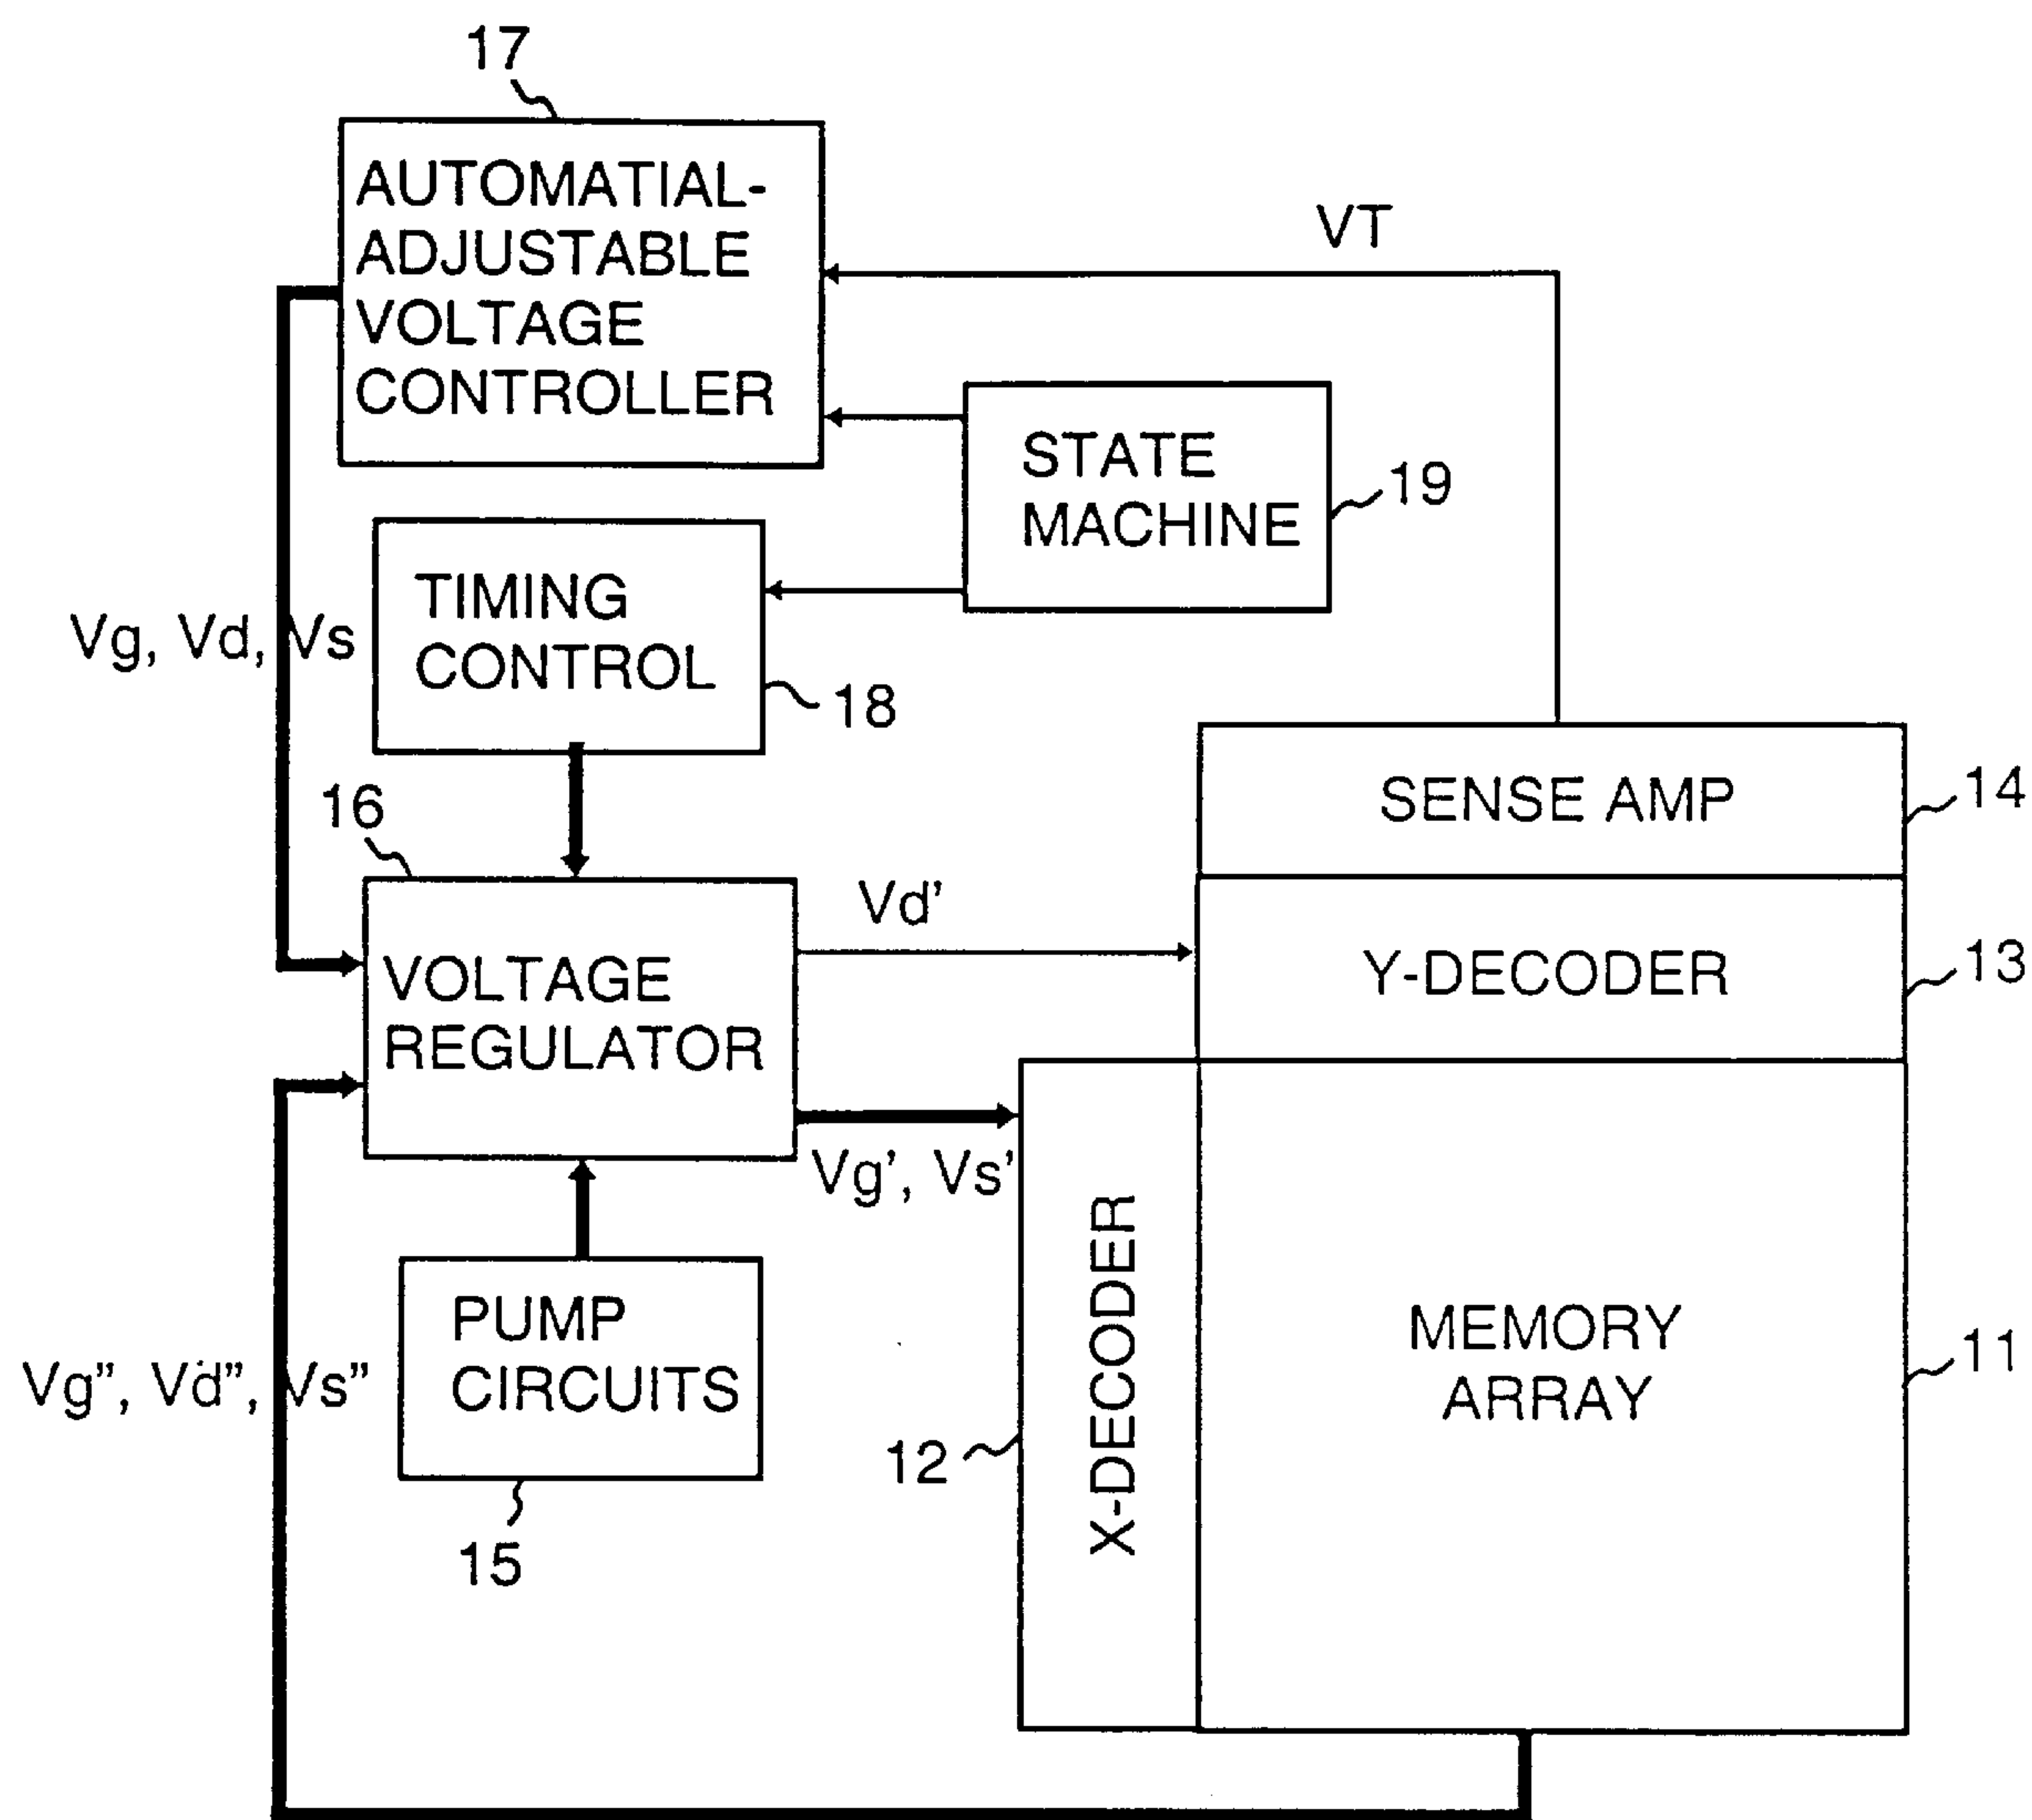 17
AUTOMATIAL-
ADJUSTABLE
VOLTAGE
CONTROLLER
VT
STATE
MACHINE
19
TIMING
CONTROL
18
Vg, Vd, Vs
16
SENSE AMP
14
VOLTAGE
REGULATOR
Vd'
Y-DECODER
13
Vg', Vs'
PUMP
CIRCUITS
15
Vg", Vd", Vs"
12
X-DECODER
MEMORY
ARRAY
11